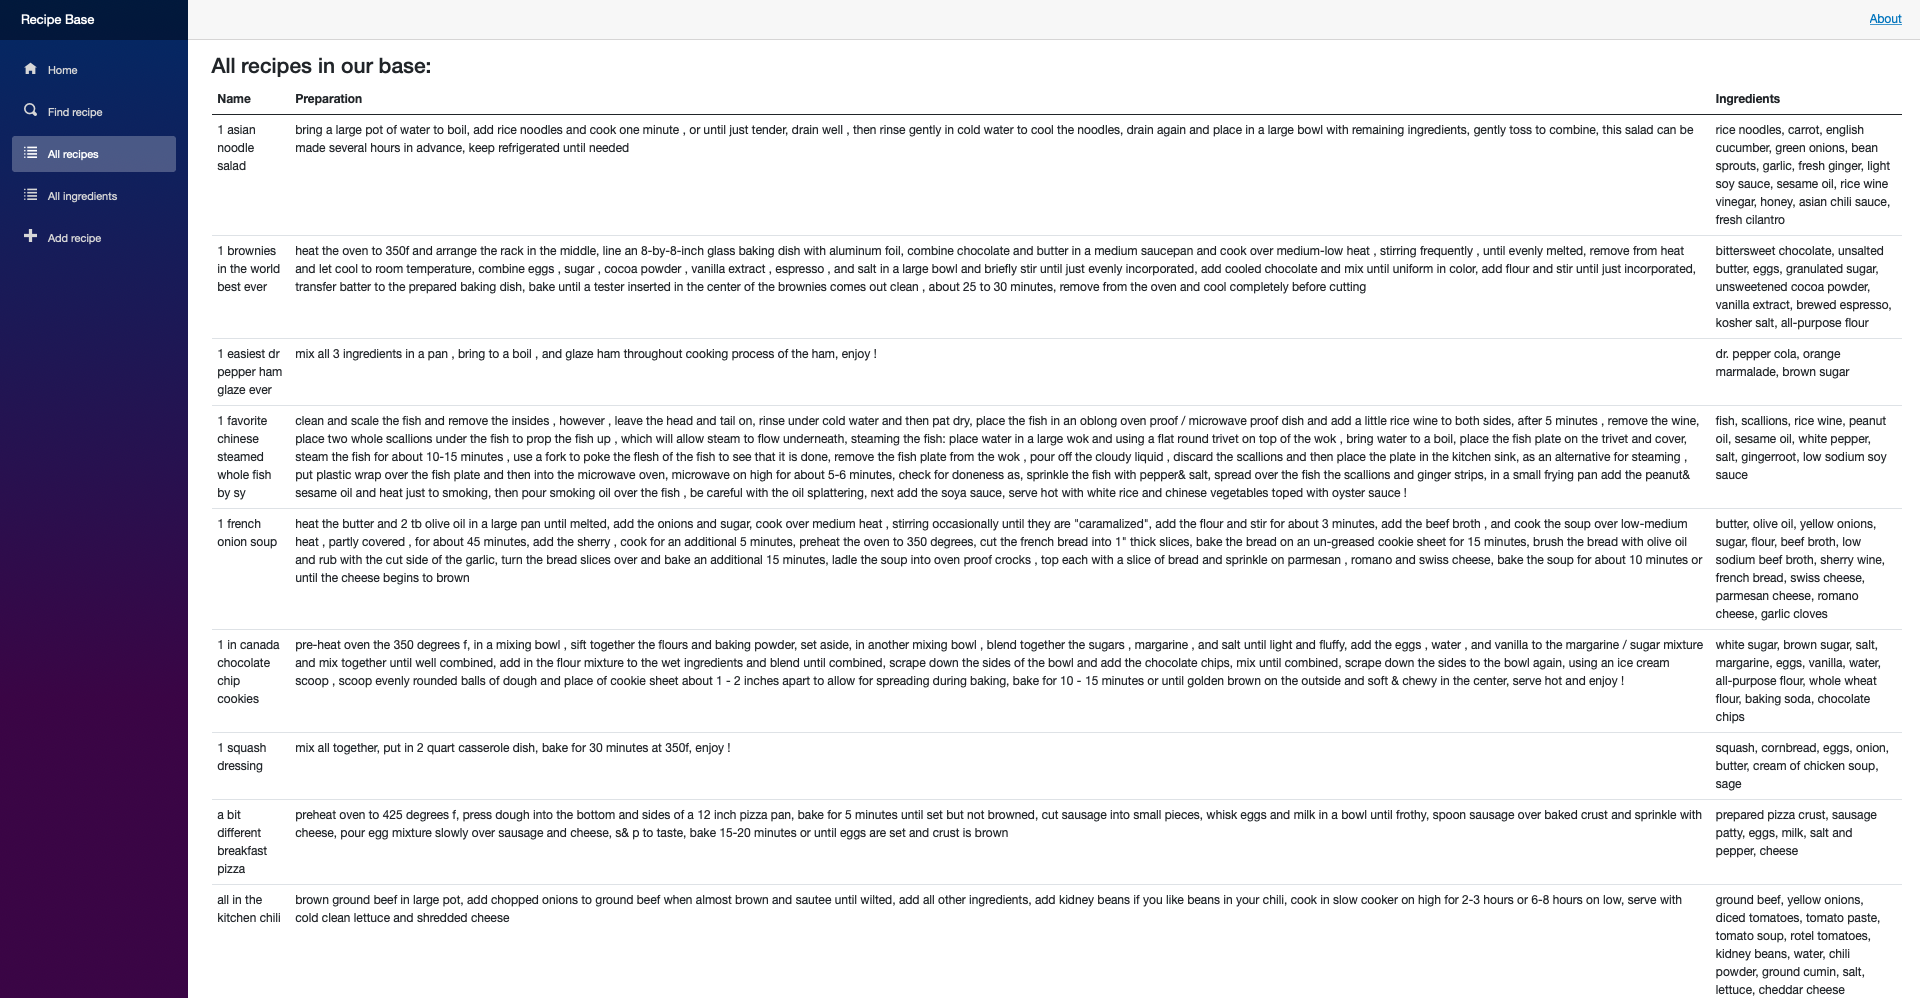 Recipe Base
About
Home
Find recipe
All recipes
All ingredients
Add recipe
All recipes in our base:
Name Preparation Ingredients
1 asian
noodle
salad
bring a large pot of water to boil, add rice noodles and cook one minute , or until just tender, drain well , then rinse gently in cold water to cool the noodles, drain again and place in a large bowl with remaining ingredients, gently toss to combine, this salad can be
made several hours in advance, keep refrigerated until needed
rice noodles, carrot, english
cucumber, green onions, bean
sprouts, garlic, fresh ginger, light
soy sauce, sesame oil, rice wine
vinegar, honey, asian chili sauce,
fresh cilantro
1 brownies
in the world
best ever
heat the oven to 350f and arrange the rack in the middle, line an 8-by-8-inch glass baking dish with aluminum foil, combine chocolate and butter in a medium saucepan and cook over medium-low heat , stirring frequently , until evenly melted, remove from heat
and let cool to room temperature, combine eggs , sugar , cocoa powder , vanilla extract , espresso , and salt in a large bowl and briefly stir until just evenly incorporated, add cooled chocolate and mix until uniform in color, add flour and stir until just incorporated,
transfer batter to the prepared baking dish, bake until a tester inserted in the center of the brownies comes out clean , about 25 to 30 minutes, remove from the oven and cool completely before cutting
bittersweet chocolate, unsalted
butter, eggs, granulated sugar,
unsweetened cocoa powder,
vanilla extract, brewed espresso,
kosher salt, all-purpose flour
1 easiest dr
pepper ham
glaze ever
mix all 3 ingredients in a pan , bring to a boil , and glaze ham throughout cooking process of the ham, enjoy !
dr. pepper cola, orange
marmalade, brown sugar
1 favorite
chinese
steamed
whole fish
by sy
clean and scale the fish and remove the insides , however , leave the head and tail on, rinse under cold water and then pat dry, place the fish in an oblong oven proof / microwave proof dish and add a little rice wine to both sides, after 5 minutes , remove the wine,
place two whole scallions under the fish to prop the fish up , which will allow steam to flow underneath, steaming the fish: place water in a large wok and using a flat round trivet on top of the wok , bring water to a boil, place the fish plate on the trivet and cover,
steam the fish for about 10-15 minutes , use a fork to poke the flesh of the fish to see that it is done, remove the fish plate from the wok , pour off the cloudy liquid , discard the scallions and then place the plate in the kitchen sink, as an alternative for steaming ,
put plastic wrap over the fish plate and then into the microwave oven, microwave on high for about 5-6 minutes, check for doneness as, sprinkle the fish with pepper& salt, spread over the fish the scallions and ginger strips, in a small frying pan add the peanut&
sesame oil and heat just to smoking, then pour smoking oil over the fish , be careful with the oil splattering, next add the soya sauce, serve hot with white rice and chinese vegetables toped with oyster sauce !
fish, scallions, rice wine, peanut
oil, sesame oil, white pepper,
salt, gingerroot, low sodium soy
sauce
1 french
onion soup
heat the butter and 2 tb olive oil in a large pan until melted, add the onions and sugar, cook over medium heat , stirring occasionally until they are "caramalized", add the flour and stir for about 3 minutes, add the beef broth , and cook the soup over low-medium
heat , partly covered , for about 45 minutes, add the sherry , cook for an additional 5 minutes, preheat the oven to 350 degrees, cut the french bread into 1" thick slices, bake the bread on an un-greased cookie sheet for 15 minutes, brush the bread with olive oil
and rub with the cut side of the garlic, turn the bread slices over and bake an additional 15 minutes, ladle the soup into oven proof crocks , top each with a slice of bread and sprinkle on parmesan , romano and swiss cheese, bake the soup for about 10 minutes or
until the cheese begins to brown
butter, olive oil, yellow onions,
sugar, flour, beef broth, low
sodium beef broth, sherry wine,
french bread, swiss cheese,
parmesan cheese, romano
cheese, garlic cloves
1 in canada
chocolate
chip
cookies
pre-heat oven the 350 degrees f, in a mixing bowl , sift together the flours and baking powder, set aside, in another mixing bowl , blend together the sugars , margarine , and salt until light and fluffy, add the eggs , water , and vanilla to the margarine / sugar mixture
and mix together until well combined, add in the flour mixture to the wet ingredients and blend until combined, scrape down the sides of the bowl and add the chocolate chips, mix until combined, scrape down the sides to the bowl again, using an ice cream
scoop , scoop evenly rounded balls of dough and place of cookie sheet about 1 - 2 inches apart to allow for spreading during baking, bake for 10 - 15 minutes or until golden brown on the outside and soft & chewy in the center, serve hot and enjoy !
white sugar, brown sugar, salt,
margarine, eggs, vanilla, water,
all-purpose flour, whole wheat
flour, baking soda, chocolate
chips
1 squash
dressing
mix all together, put in 2 quart casserole dish, bake for 30 minutes at 350f, enjoy !
squash, cornbread, eggs, onion,
butter, cream of chicken soup,
sage
a bit
different
breakfast
pizza
preheat oven to 425 degrees f, press dough into the bottom and sides of a 12 inch pizza pan, bake for 5 minutes until set but not browned, cut sausage into small pieces, whisk eggs and milk in a bowl until frothy, spoon sausage over baked crust and sprinkle with
cheese, pour egg mixture slowly over sausage and cheese, s& p to taste, bake 15-20 minutes or until eggs are set and crust is brown
prepared pizza crust, sausage
patty, eggs, milk, salt and
pepper, cheese
all in the
kitchen chili
brown ground beef in large pot, add chopped onions to ground beef when almost brown and sautee until wilted, add all other ingredients, add kidney beans if you like beans in your chili, cook in slow cooker on high for 2-3 hours or 6-8 hours on low, serve with
cold clean lettuce and shredded cheese
ground beef, yellow onions,
diced tomatoes, tomato paste,
tomato soup, rotel tomatoes,
kidney beans, water, chili
powder, ground cumin, salt,
lettuce, cheddar cheese